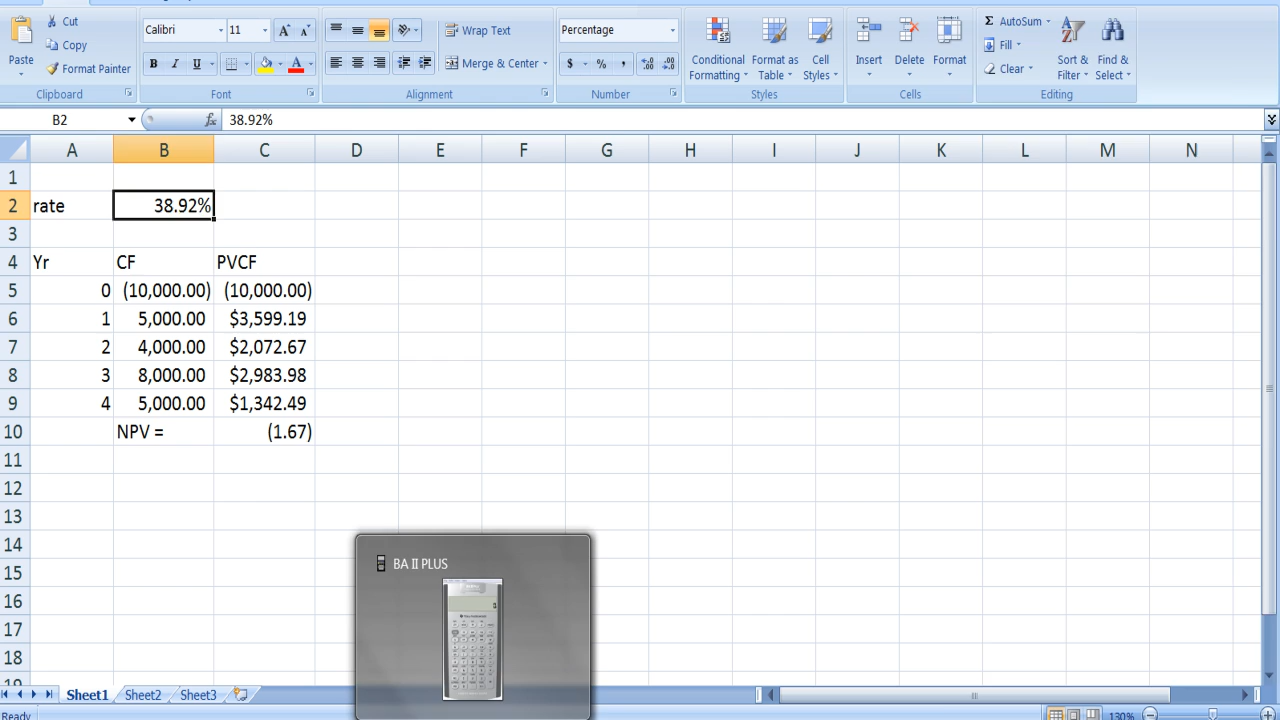 Cut
Copy
Format Painter
Paste
Clipboard
Calibri 11
B I U
Font
Wrap Text
Merge & Center
Alignment
Percentage
$ % ,
Number
Conditional Formatting
Format as Table
Cell Styles
Styles
Insert
Delete
Format
Cells
Σ AutoSum
Fill
Clear
Sort & Filter
Find & Select
Editing
B2 fx 38.92%
A B C D E F G H I J K L M N
1
2 rate 38.92%
3
4 Yr CF PVCF
5 0 (10,000.00) (10,000.00)
6 1 5,000.00 $3,599.19
7 2 4,000.00 $2,072.67
8 3 8,000.00 $2,983.98
9 4 5,000.00 $1,342.49
10 NPV = (1.67)
11
12
13
14
15
16
17
18
BA II PLUS
Sheet1 Sheet2 Sheet3
Ready 130%